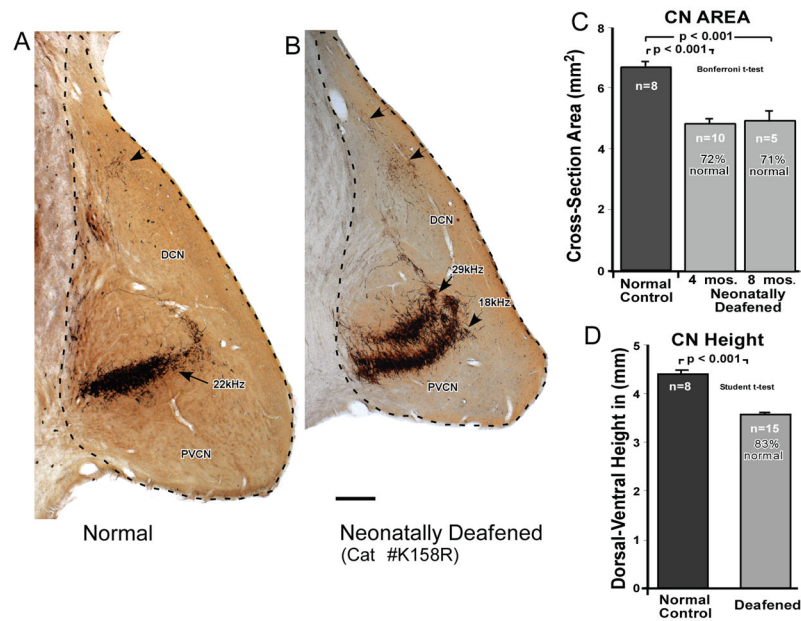 A
DCN
22kHz
PVCN
Normal
B
DCN
29kHz
18kHz
PVCN
Neonatally Deafened
(Cat #K158R)
C
CN AREA
p < 0.001
p < 0.001
Bonferroni t-test
Cross-Section Area (mm²)
8
6
4
2
0
n=8
n=10
72%
normal
n=5
71%
normal
Normal
Control
4 mos.
8 mos.
Neonatally
Deafened
D
CN Height
p < 0.001
Student t-test
Dorsal-Ventral Height in (mm)
5
4
3
2
1
0
n=8
n=15
83%
normal
Normal
Control
Deafened